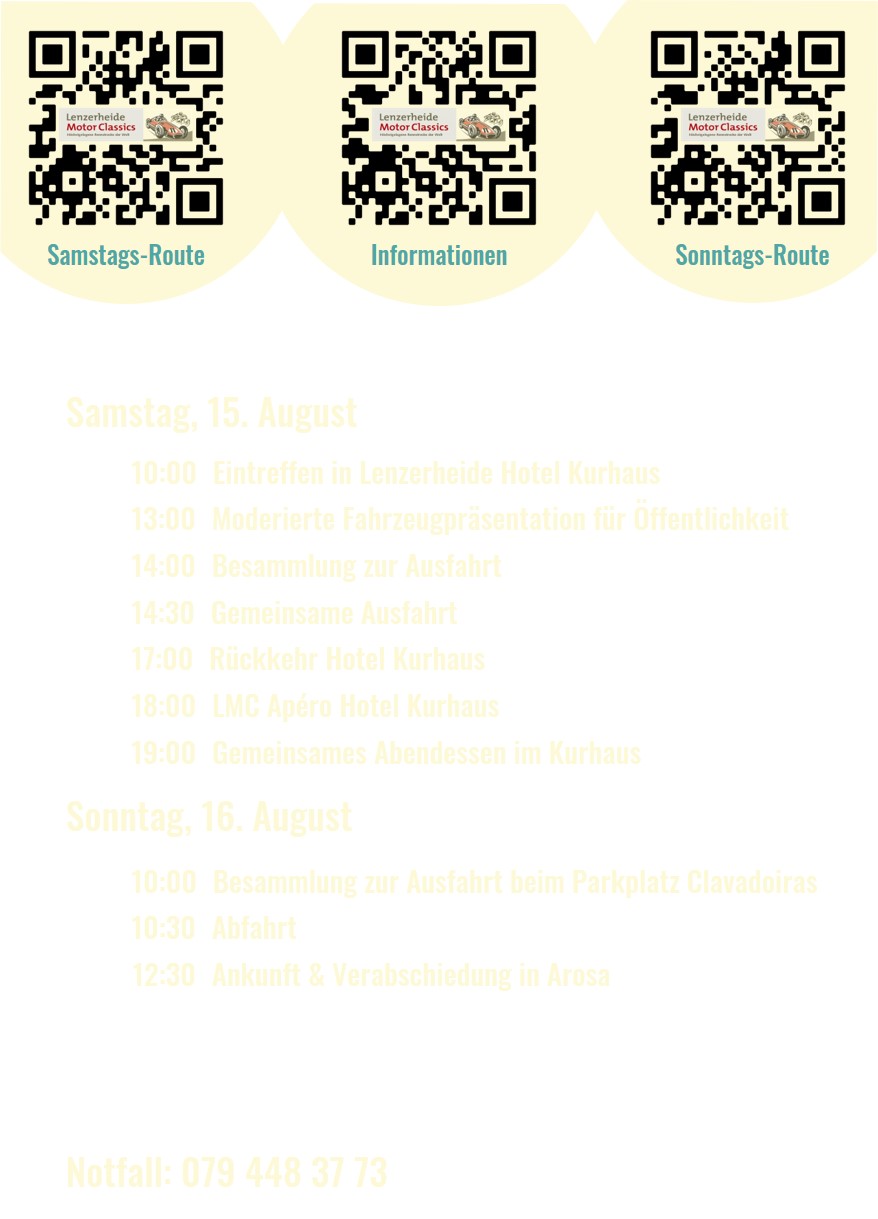 Lenzerheide
Motor Classics
Lenzerheide
Motor Classics
Lenzerheide
Motor Classics
Samstags-Route
Informationen
Sonntags-Route
Samstag, 15. August
10:00 Eintreffen in Lenzerheide Hotel Kurhaus
13:00 Moderierte Fahrzeugpräsentation für Öffentlichkeit
14:00 Besammlung zur Ausfahrt
14:30 Gemeinsame Ausfahrt
17:00 Rückkehr Hotel Kurhaus
18:00 LMC Apéro Hotel Kurhaus
19:00 Gemeinsames Abendessen im Kurhaus
Sonntag, 16. August
10:00 Besammlung zur Ausfahrt beim Parkplatz Clavadoiras
10:30 Abfahrt
12:30 Ankunft & Verabschiedung in Arosa
Notfall: 079 448 37 73